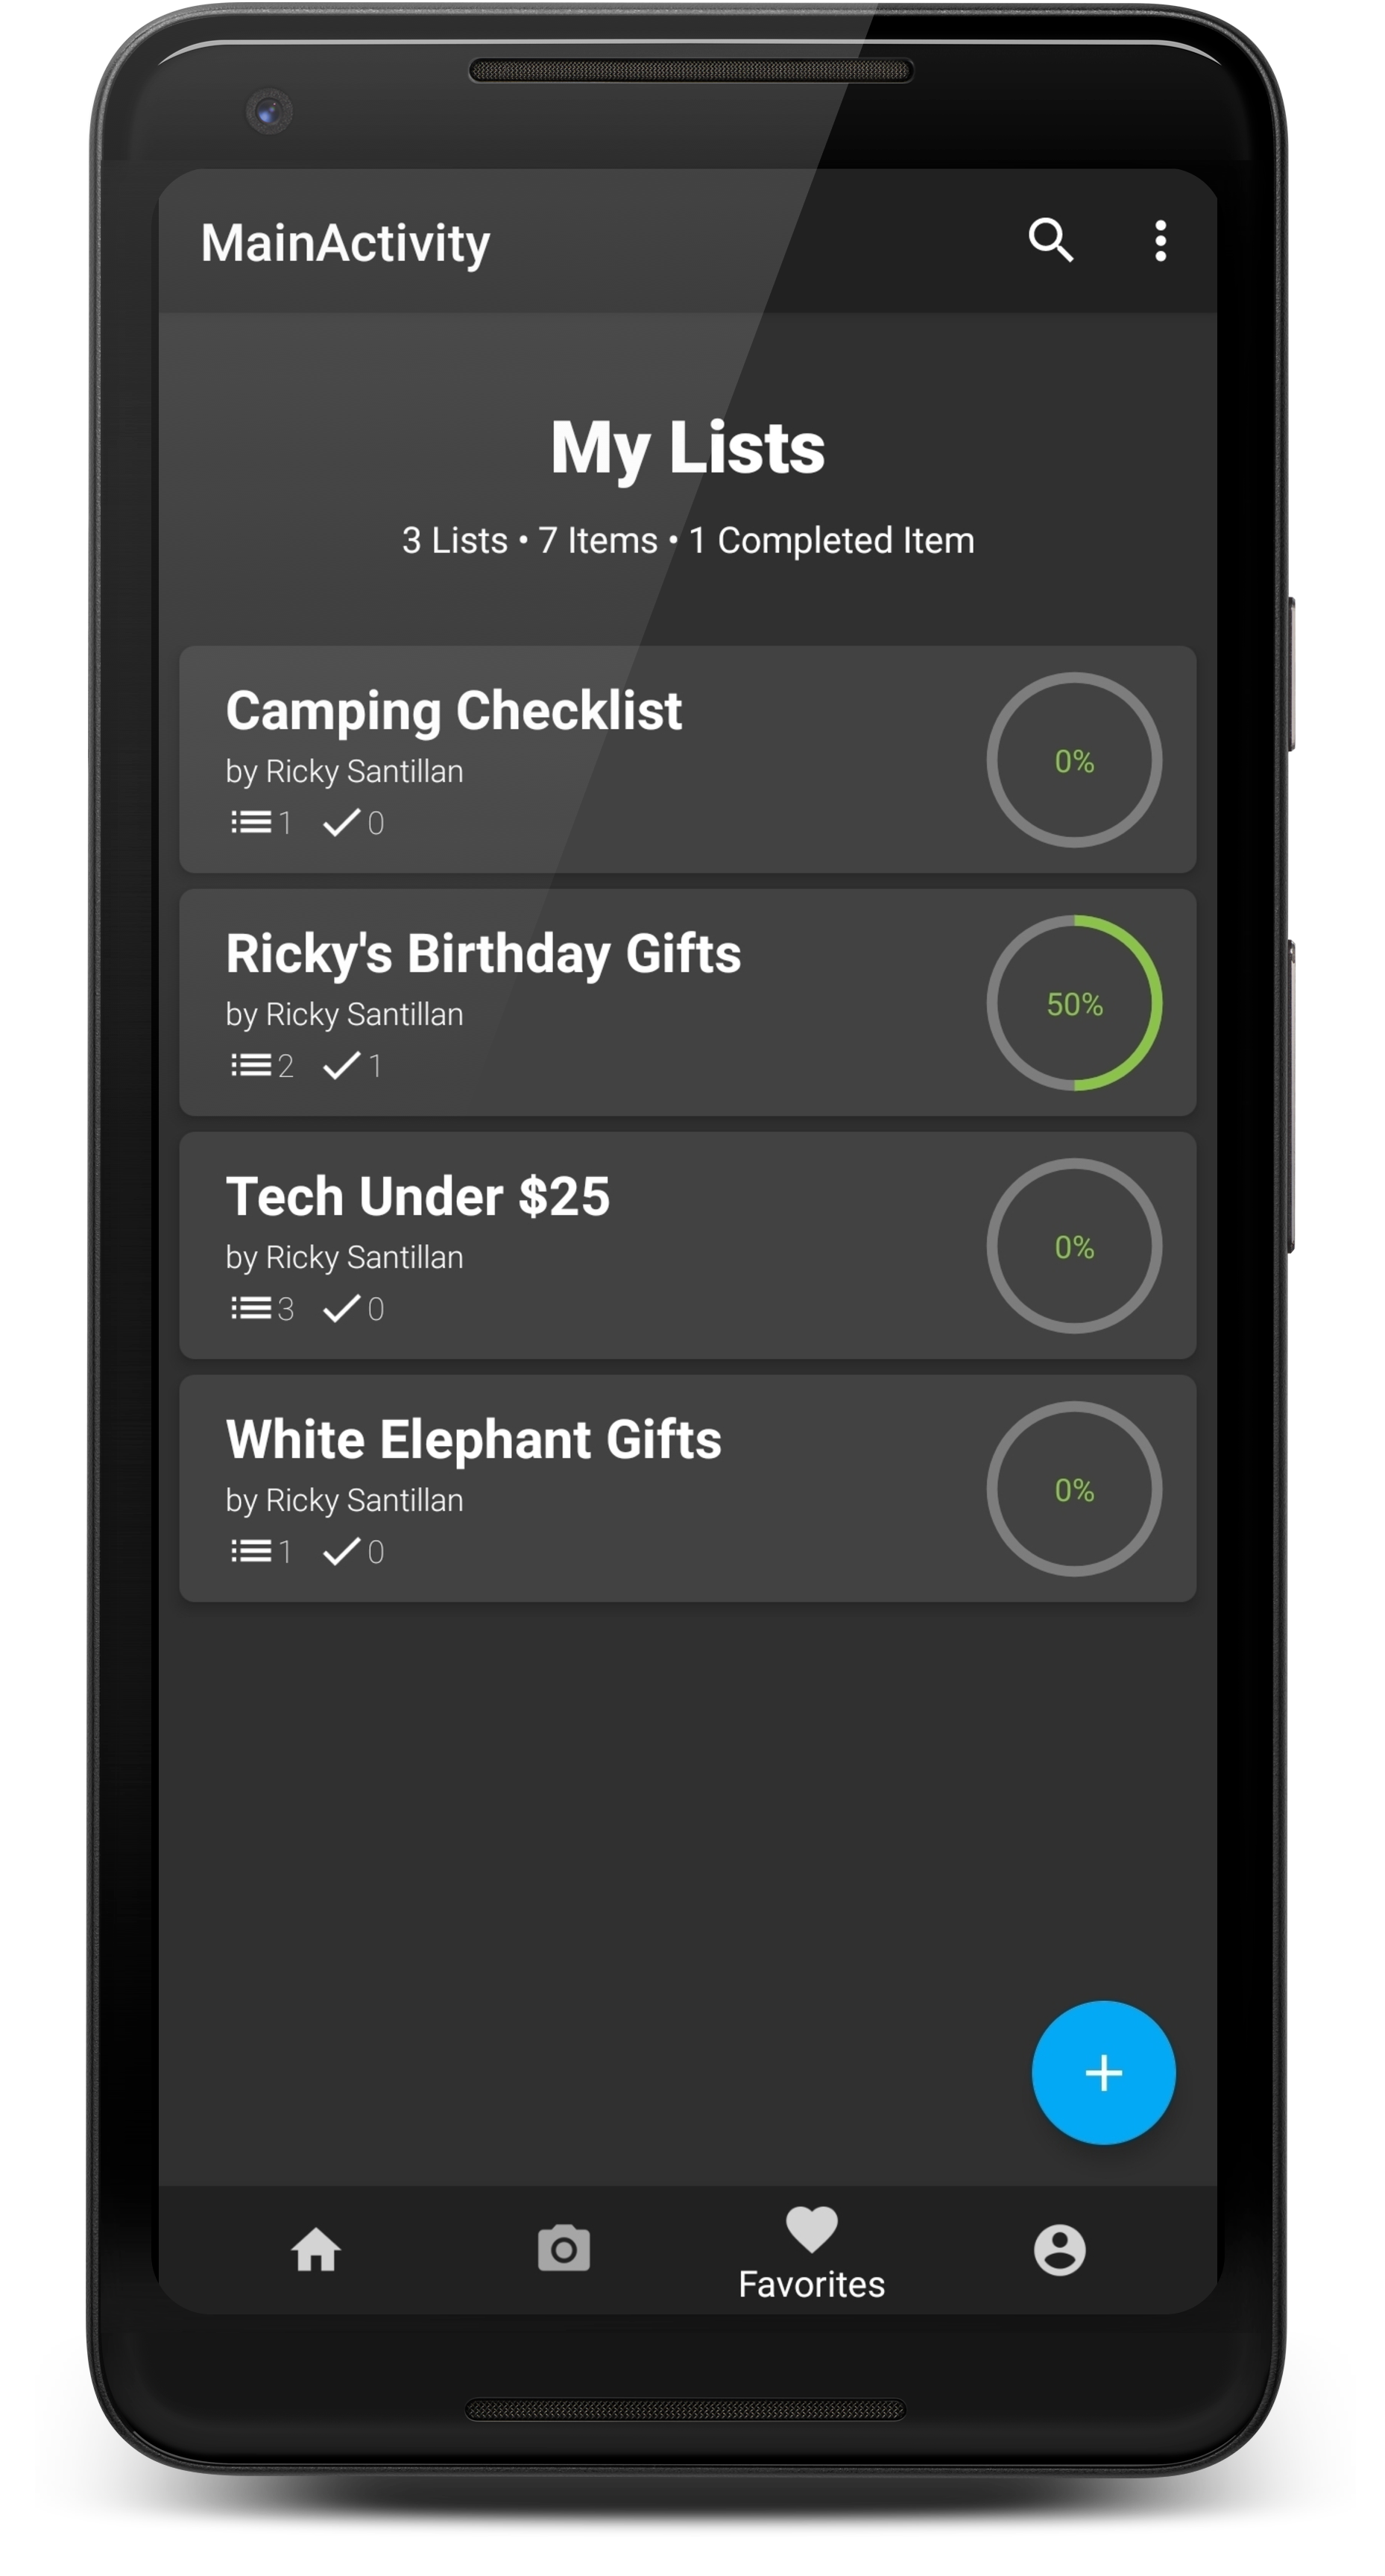 MainActivity
My Lists
3 Lists • 7 Items • 1 Completed Item
Camping Checklist
by Ricky Santillan
1 0
0%
Ricky's Birthday Gifts
by Ricky Santillan
2 1
50%
Tech Under $25
by Ricky Santillan
3 0
0%
White Elephant Gifts
by Ricky Santillan
1 0
0%
Favorites